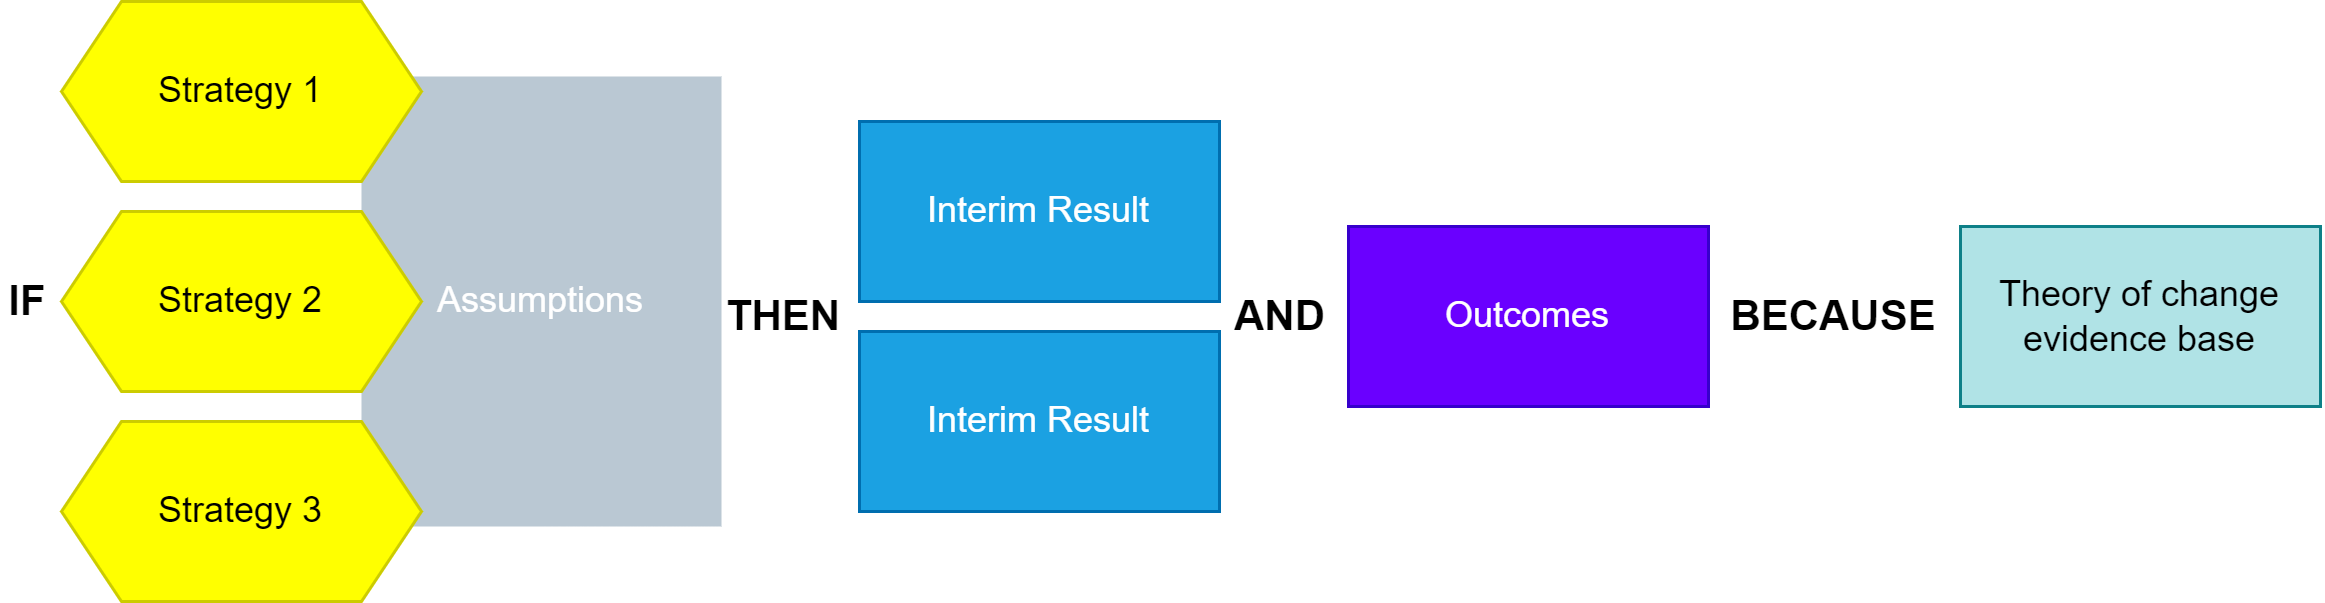 IF
Strategy 1
Strategy 2
Strategy 3
Assumptions
THEN
Interim Result
Interim Result
AND
Outcomes
BECAUSE
Theory of change
evidence base